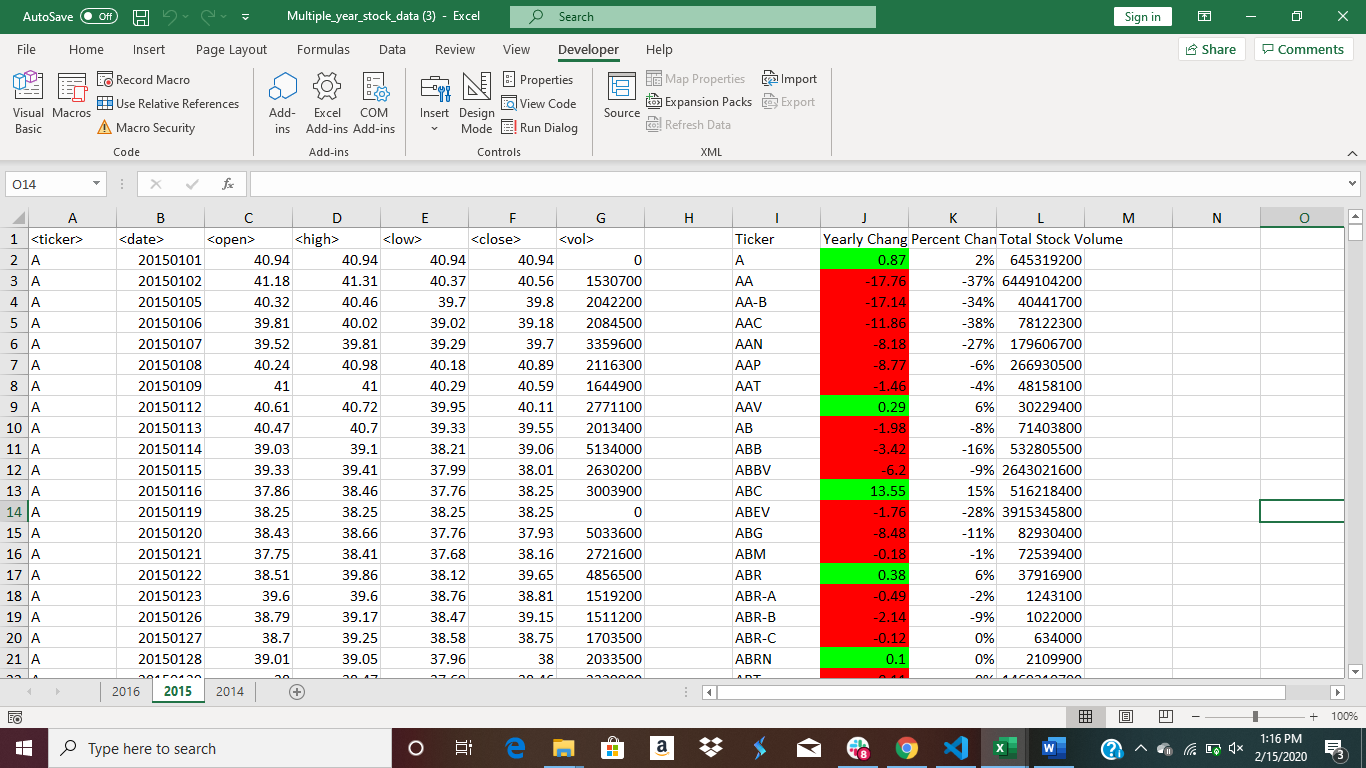 AutoSave Off Multiple_year_stock_data (3) - Excel Search Sign in
File Home Insert Page Layout Formulas Data Review View Developer Help Share Comments
Visual Basic Macros Record Macro Use Relative References Macro Security Add-ins Excel Add-ins COM Add-ins Insert Design Mode Properties View Code Run Dialog Source Map Properties Expansion Packs Refresh Data Import Export
Code Add-ins Controls XML
O14 fx
A B C D E F G H I J K L M N O
1 <ticker> <date> <open> <high> <low> <close> <vol> Ticker Yearly Chang Percent Chan Total Stock Volume
2 A 20150101 40.94 40.94 40.94 40.94 0 A 0.87 2% 645319200
3 A 20150102 41.18 41.31 40.37 40.56 1530700 AA -17.76 -37% 6449104200
4 A 20150105 40.32 40.46 39.7 39.8 2042200 AA-B -17.14 -34% 40441700
5 A 20150106 39.81 40.02 39.02 39.18 2084500 AAC -11.86 -38% 78122300
6 A 20150107 39.52 39.81 39.29 39.7 3359600 AAN -8.18 -27% 179606700
7 A 20150108 40.24 40.98 40.18 40.89 2116300 AAP -8.77 -6% 266930500
8 A 20150109 41 41 40.29 40.59 1644900 AAT -1.46 -4% 48158100
9 A 20150112 40.61 40.72 39.95 40.11 2771100 AAV 0.29 6% 30229400
10 A 20150113 40.47 40.7 39.33 39.55 2013400 AB -1.98 -8% 71403800
11 A 20150114 39.03 39.1 38.21 39.06 5134000 ABB -3.42 -16% 532805500
12 A 20150115 39.33 39.41 37.99 38.01 2630200 ABBV -6.2 -9% 2643021600
13 A 20150116 37.86 38.46 37.76 38.25 3003900 ABC 13.55 15% 516218400
14 A 20150119 38.25 38.25 38.25 38.25 0 ABEV -1.76 -28% 3915345800
15 A 20150120 38.43 38.66 37.76 37.93 5033600 ABG -8.48 -11% 82930400
16 A 20150121 37.75 38.41 37.68 38.16 2721600 ABM -0.18 -1% 72539400
17 A 20150122 38.51 39.86 38.12 39.65 4856500 ABR 0.38 6% 37916900
18 A 20150123 39.6 39.6 38.76 38.81 1519200 ABR-A -0.49 -2% 1243100
19 A 20150126 38.79 39.17 38.47 39.15 1511200 ABR-B -2.14 -9% 1022000
20 A 20150127 38.7 39.25 38.58 38.75 1703500 ABR-C -0.12 0% 634000
21 A 20150128 39.01 39.05 37.96 38 2033500 ABRN 0.1 0% 2109900
2016 2015 2014
100%
Type here to search 8 1:16 PM
2/15/2020 3